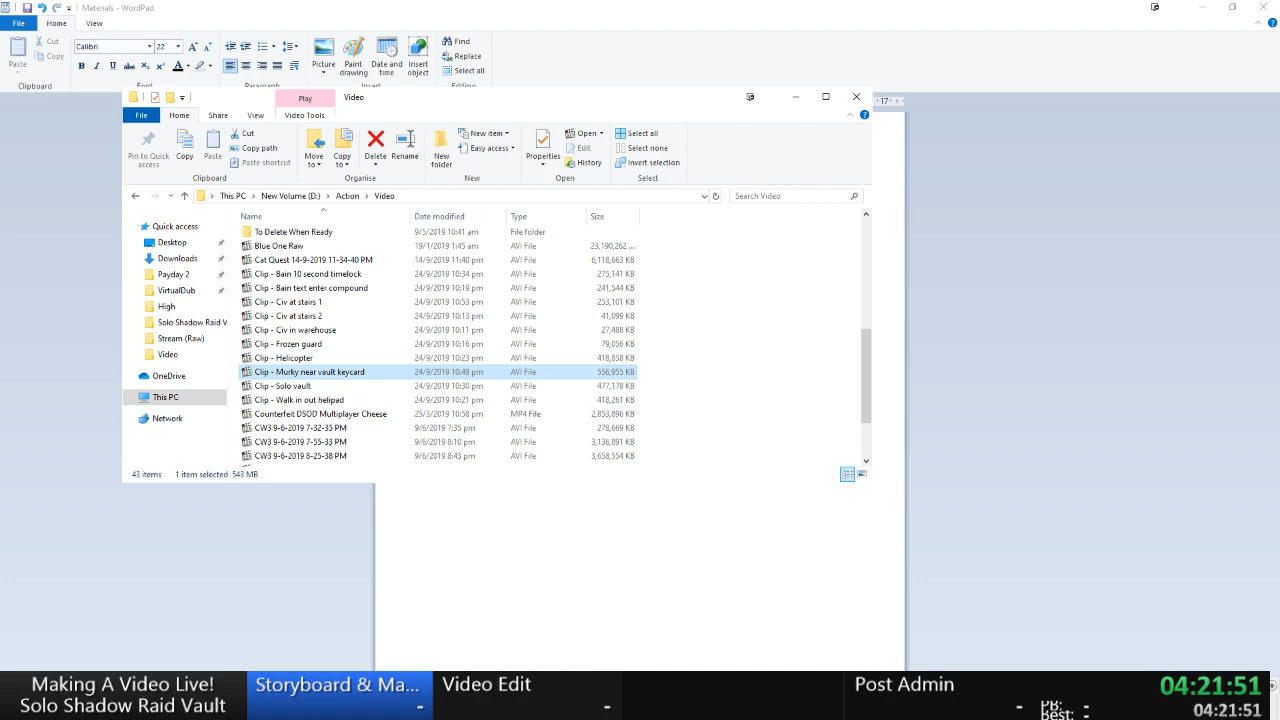 Materials - WordPad
File Home View
Paste
Cut
Copy
Clipboard
Calibri 22
Font
Paragraph
Picture
Paint drawing
Date and time
Insert object
Insert
Find
Replace
Select all
Editing
17
Play
Video
File Home Share View Video Tools
Pin to Quick access
Copy
Paste
Cut
Copy path
Paste shortcut
Clipboard
Move to
Copy to
Delete
Rename
Organise
New folder
New item
Easy access
New
Properties
Open
Edit
History
Open
Select all
Select none
Invert selection
Select
This PC > New Volume (D:) > Action > Video
Search Video
Quick access
Desktop
Downloads
Payday 2
VirtualDub
High
Solo Shadow Raid V
Stream (Raw)
Video
OneDrive
This PC
Network
Name Date modified Type Size
To Delete When Ready 9/5/2019 10:41 am File folder
Blue One Raw 19/1/2019 1:45 am AVI File 23,190,262 ...
Cat Quest 14-9-2019 11-34-40 PM 14/9/2019 11:40 pm AVI File 6,118,663 KB
Clip - Bain 10 second timelock 24/9/2019 10:34 pm AVI File 275,141 KB
Clip - Bain text enter compound 24/9/2019 10:19 pm AVI File 241,544 KB
Clip - Civ at stairs 1 24/9/2019 10:53 pm AVI File 253,101 KB
Clip - Civ at stairs 2 24/9/2019 10:13 pm AVI File 41,099 KB
Clip - Civ in warehouse 24/9/2019 10:11 pm AVI File 27,488 KB
Clip - Frozen guard 24/9/2019 10:16 pm AVI File 79,056 KB
Clip - Helicopter 24/9/2019 10:23 pm AVI File 418,858 KB
Clip - Murky near vault keycard 24/9/2019 10:49 pm AVI File 556,955 KB
Clip - Solo vault 24/9/2019 10:30 pm AVI File 477,178 KB
Clip - Walk in out helipad 24/9/2019 10:21 pm AVI File 418,261 KB
Counterfeit DSOD Multiplayer Cheese 25/3/2019 10:58 pm MP4 File 2,853,896 KB
CW3 9-6-2019 7-32-35 PM 9/6/2019 7:35 pm AVI File 278,669 KB
CW3 9-6-2019 7-55-33 PM 9/6/2019 8:10 pm AVI File 3,136,891 KB
CW3 9-6-2019 8-25-38 PM 9/6/2019 8:43 pm AVI File 3,658,554 KB
43 items 1 item selected 543 MB
Making A Video Live!
Solo Shadow Raid Vault
Storyboard & Ma...
-
Video Edit
-
Post Admin
-
PB: -
Best: -
04:21:51
04:21:51